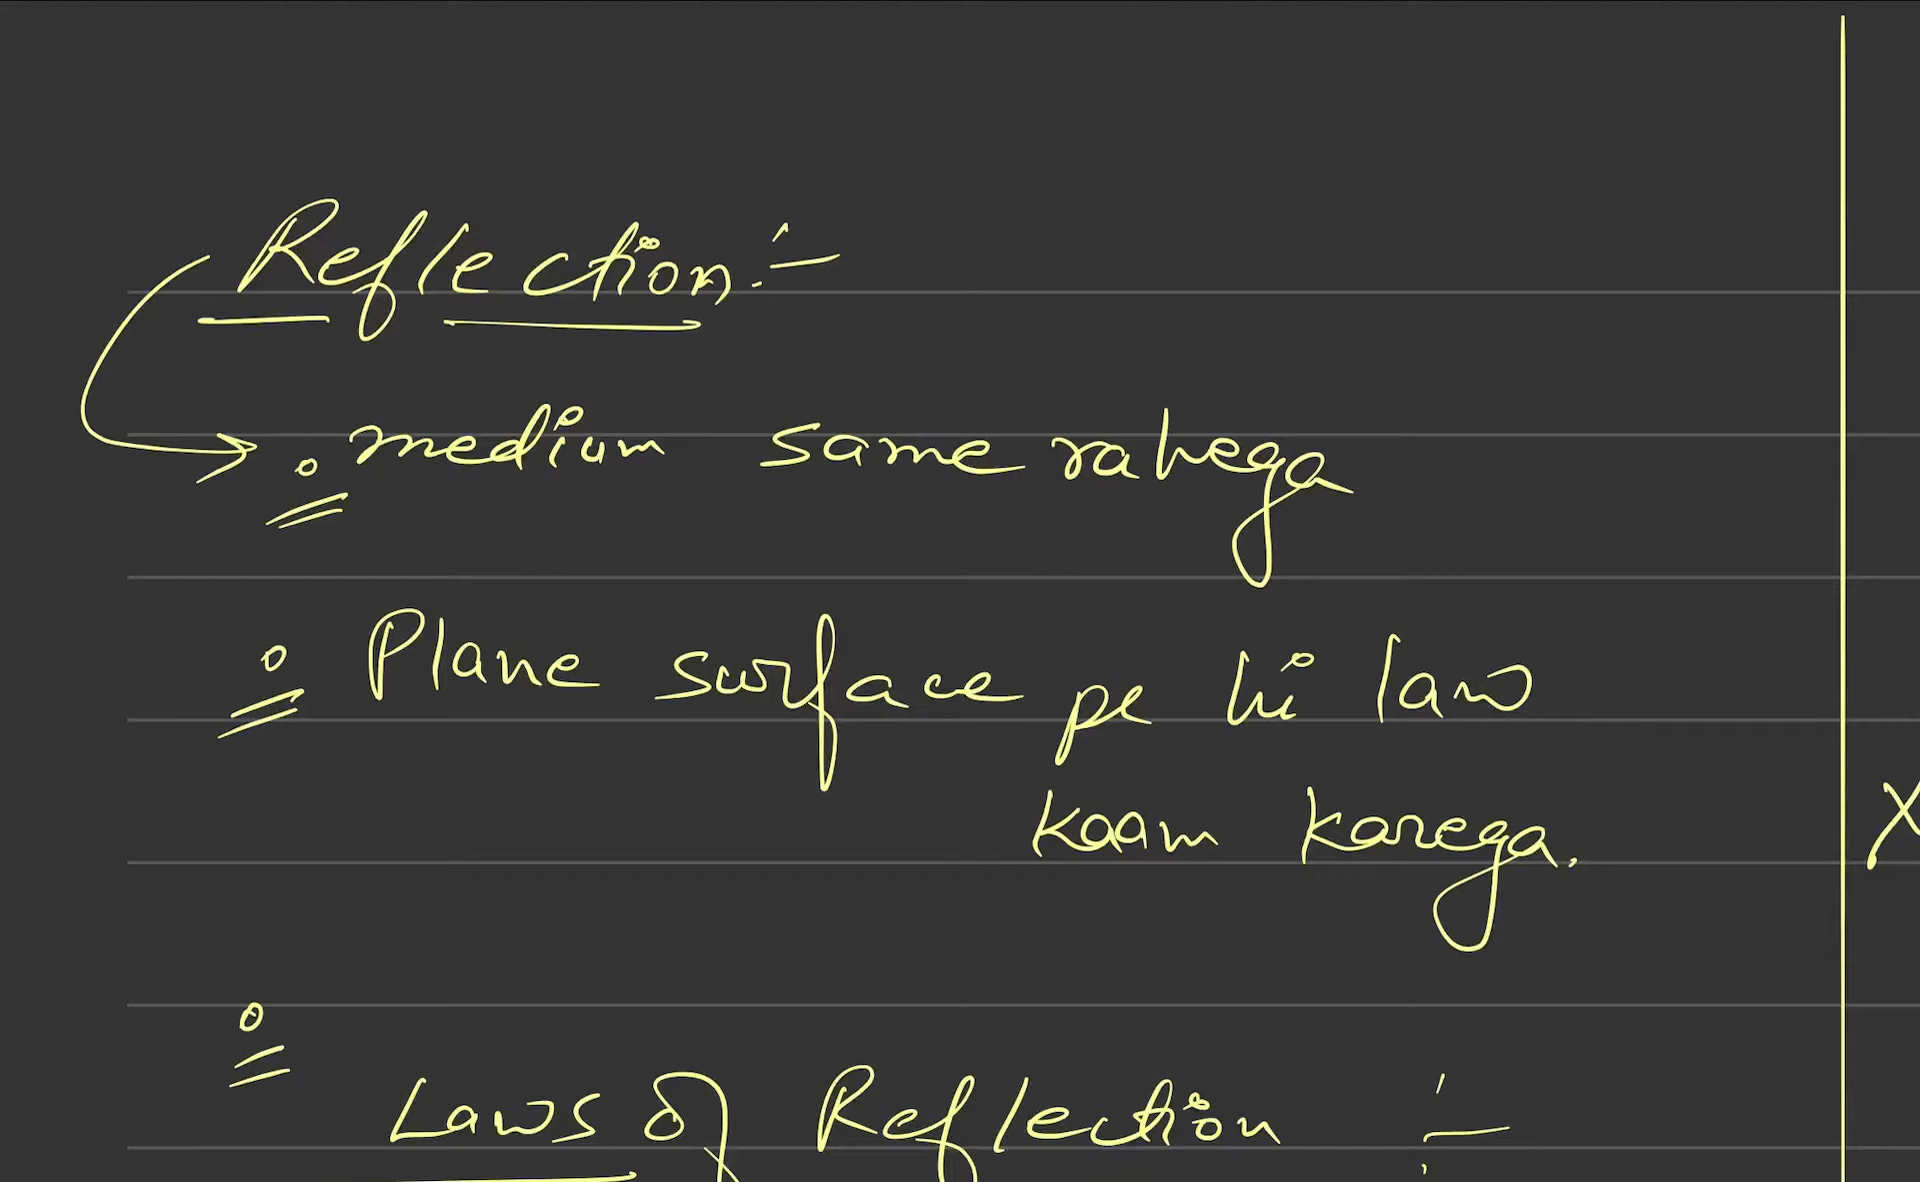 Reflection :-
→ . medium same rahega
. Plane surface pe hi law
kaam karega.
.
Laws of Reflection :-